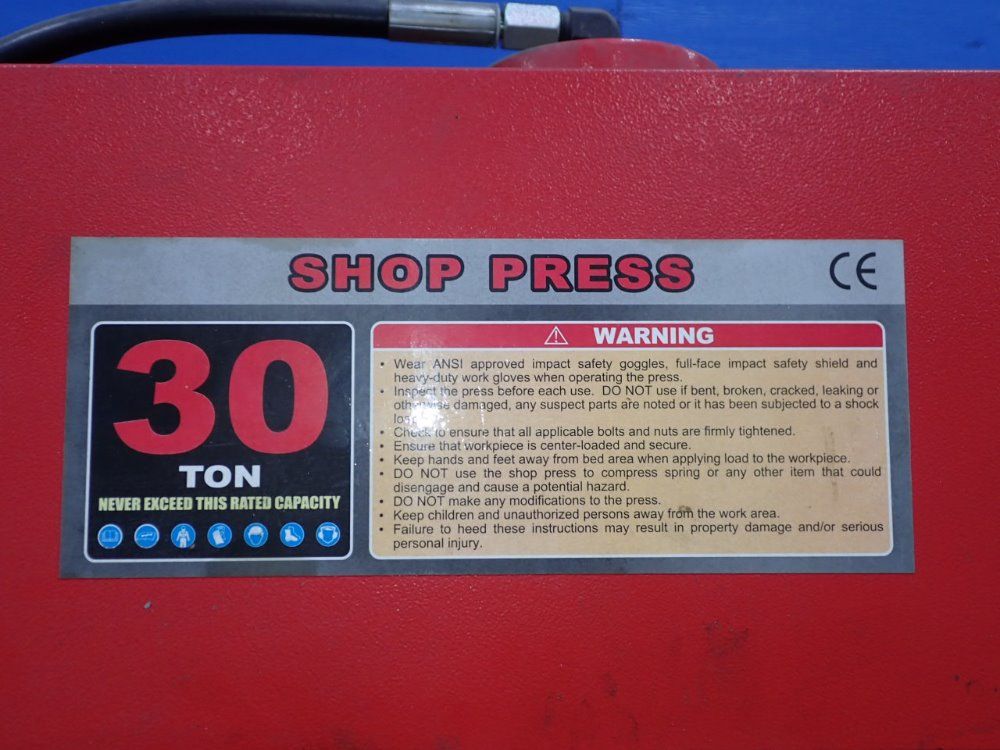 SHOP PRESS
CE
30
TON
NEVER EXCEED THIS RATED CAPACITY
WARNING
• Wear ANSI approved impact safety goggles, full-face impact safety shield and
heavy-duty work gloves when operating the press.
• Inspect the press before each use. DO NOT use if bent, broken, cracked, leaking or
otherwise damaged, any suspect parts are noted or it has been subjected to a shock
load.
• Check to ensure that all applicable bolts and nuts are firmly tightened.
• Ensure that workpiece is center-loaded and secure.
• Keep hands and feet away from bed area when applying load to the workpiece.
• DO NOT use the shop press to compress spring or any other item that could
disengage and cause a potential hazard.
• DO NOT make any modifications to the press.
• Keep children and unauthorized persons away from the work area.
• Failure to heed these instructions may result in property damage and/or serious
personal injury.